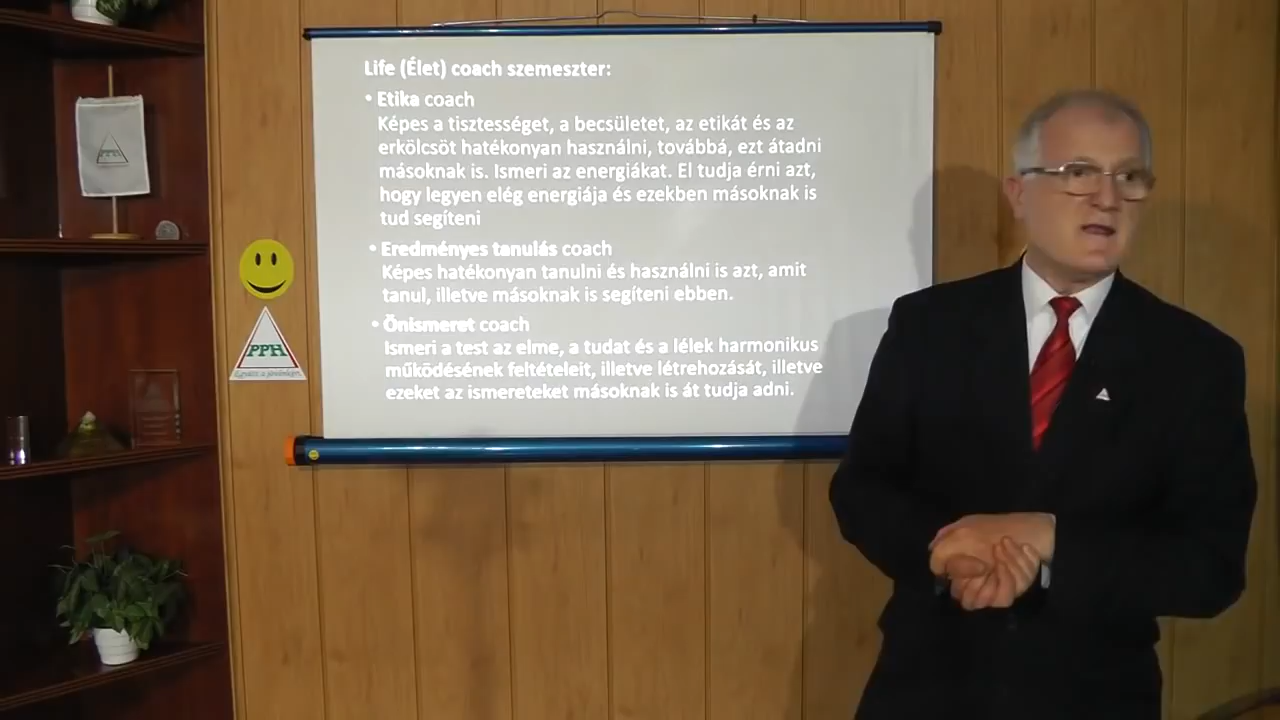 Life (Élet) coach szemeszter:
• Etika coach
Képes a tisztességet, a becsületet, az etikát és az
erkölcsöt hatékonyan használni, továbbá, ezt átadni
másoknak is. Ismeri az energiákat. El tudja érni azt,
hogy legyen elég energiája és ezekben másoknak is
tud segíteni
• Eredményes tanulás coach
Képes hatékonyan tanulni és használni is azt, amit
tanul, illetve másoknak is segíteni ebben.
• Önismeret coach
Ismeri a test az elme, a tudat és a lélek harmonikus
működésének feltételeit, illetve létrehozását, illetve
ezeket az ismereteket másoknak is át tudja adni.
PPH
PPH